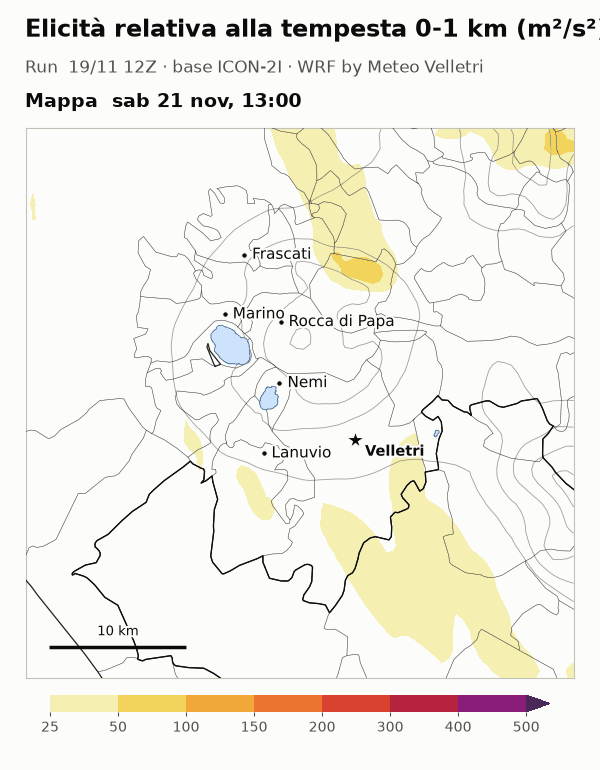 Elicità relativa alla tempesta 0-1 km (m²/s²)
Run 19/11 12Z · base ICON-2I · WRF by Meteo Velletri
Mappa sab 21 nov, 13:00
Frascati
Marino
Rocca di Papa
Nemi
Velletri
Lanuvio
10 km
25 50 100 150 200 300 400 500